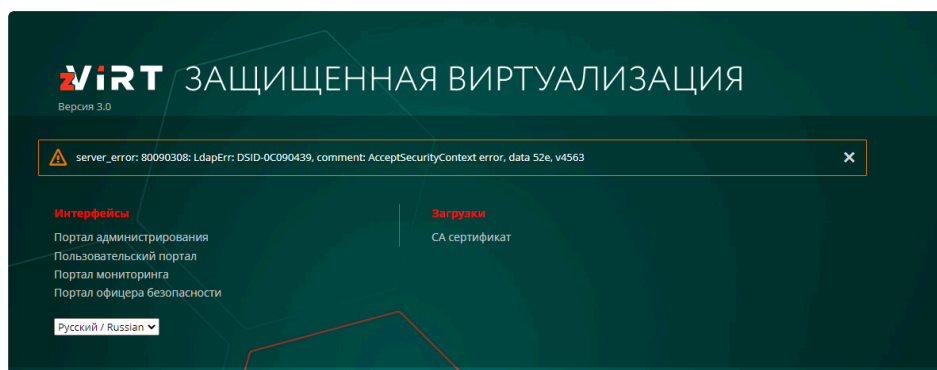 zViRT ЗАЩИЩЕННАЯ ВИРТУАЛИЗАЦИЯ
Версия 3.0
server_error: 80090308: LdapErr: DSID-0C090439, comment: AcceptSecurityContext error, data 52e, v4563
Интерфейсы
Портал администрирования
Пользовательский портал
Портал мониторинга
Портал офицера безопасности
Загрузки
CA сертификат
Русский / Russian